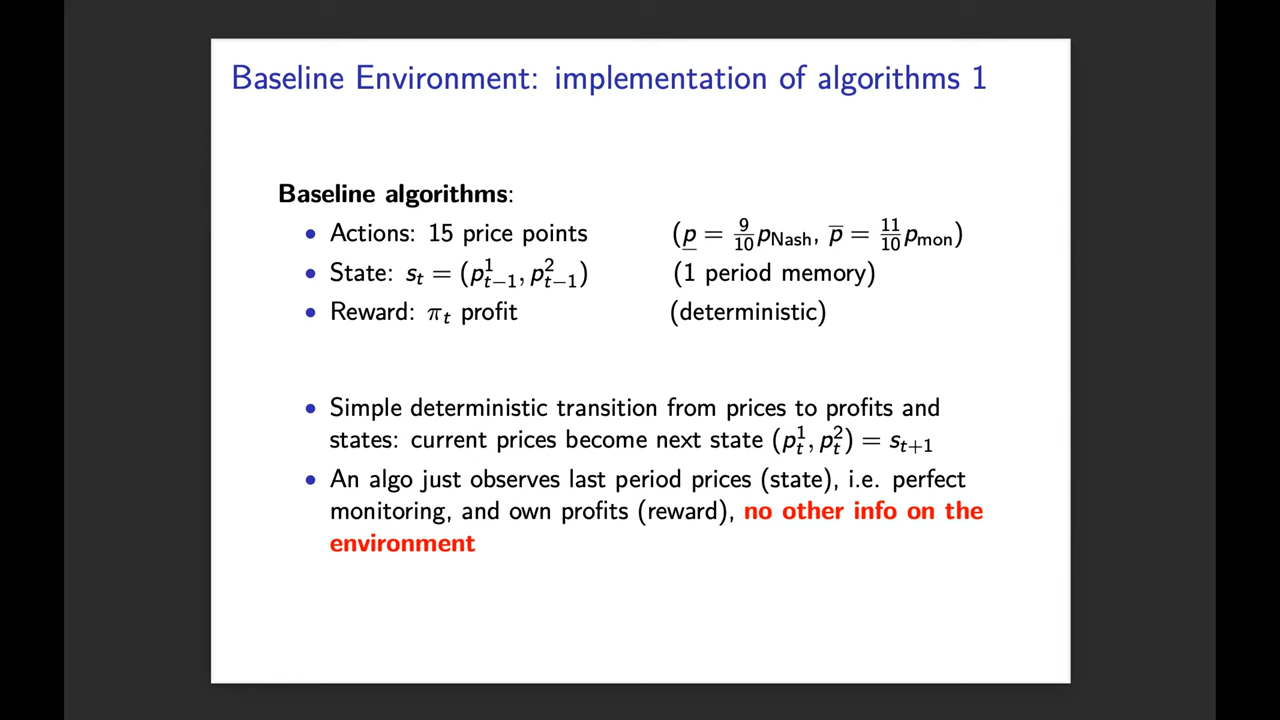 Baseline Environment: implementation of algorithms 1
Baseline algorithms:
• Actions: 15 price points (p̲ = 9/10 p_Nash, p̅ = 11/10 p_mon)
• State: s_t = (p^1_{t−1}, p^2_{t−1}) (1 period memory)
• Reward: π_t profit (deterministic)
• Simple deterministic transition from prices to profits and
states: current prices become next state (p^1_t, p^2_t) = s_{t+1}
• An algo just observes last period prices (state), i.e. perfect
monitoring, and own profits (reward), no other info on the
environment